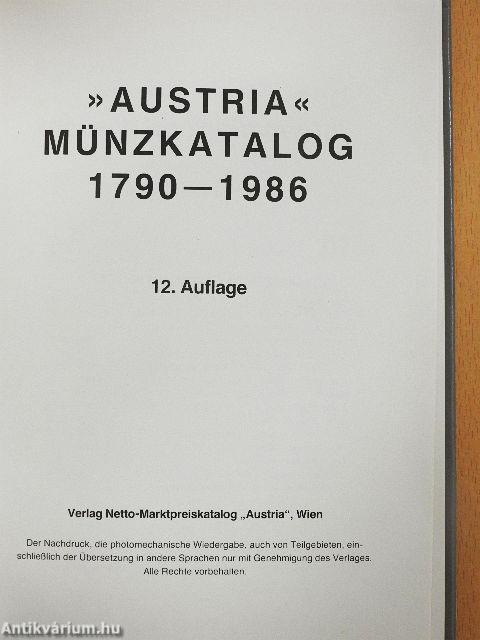 »AUSTRIA«
MÜNZKATALOG
1790—1986
12. Auflage
Verlag Netto-Marktpreiskatalog „Austria“, Wien
Der Nachdruck, die photomechanische Wiedergabe, auch von Teilgebieten, ein-
schließlich der Übersetzung in andere Sprachen nur mit Genehmigung des Verlages.
Alle Rechte vorbehalten.
Antikvárium.hu